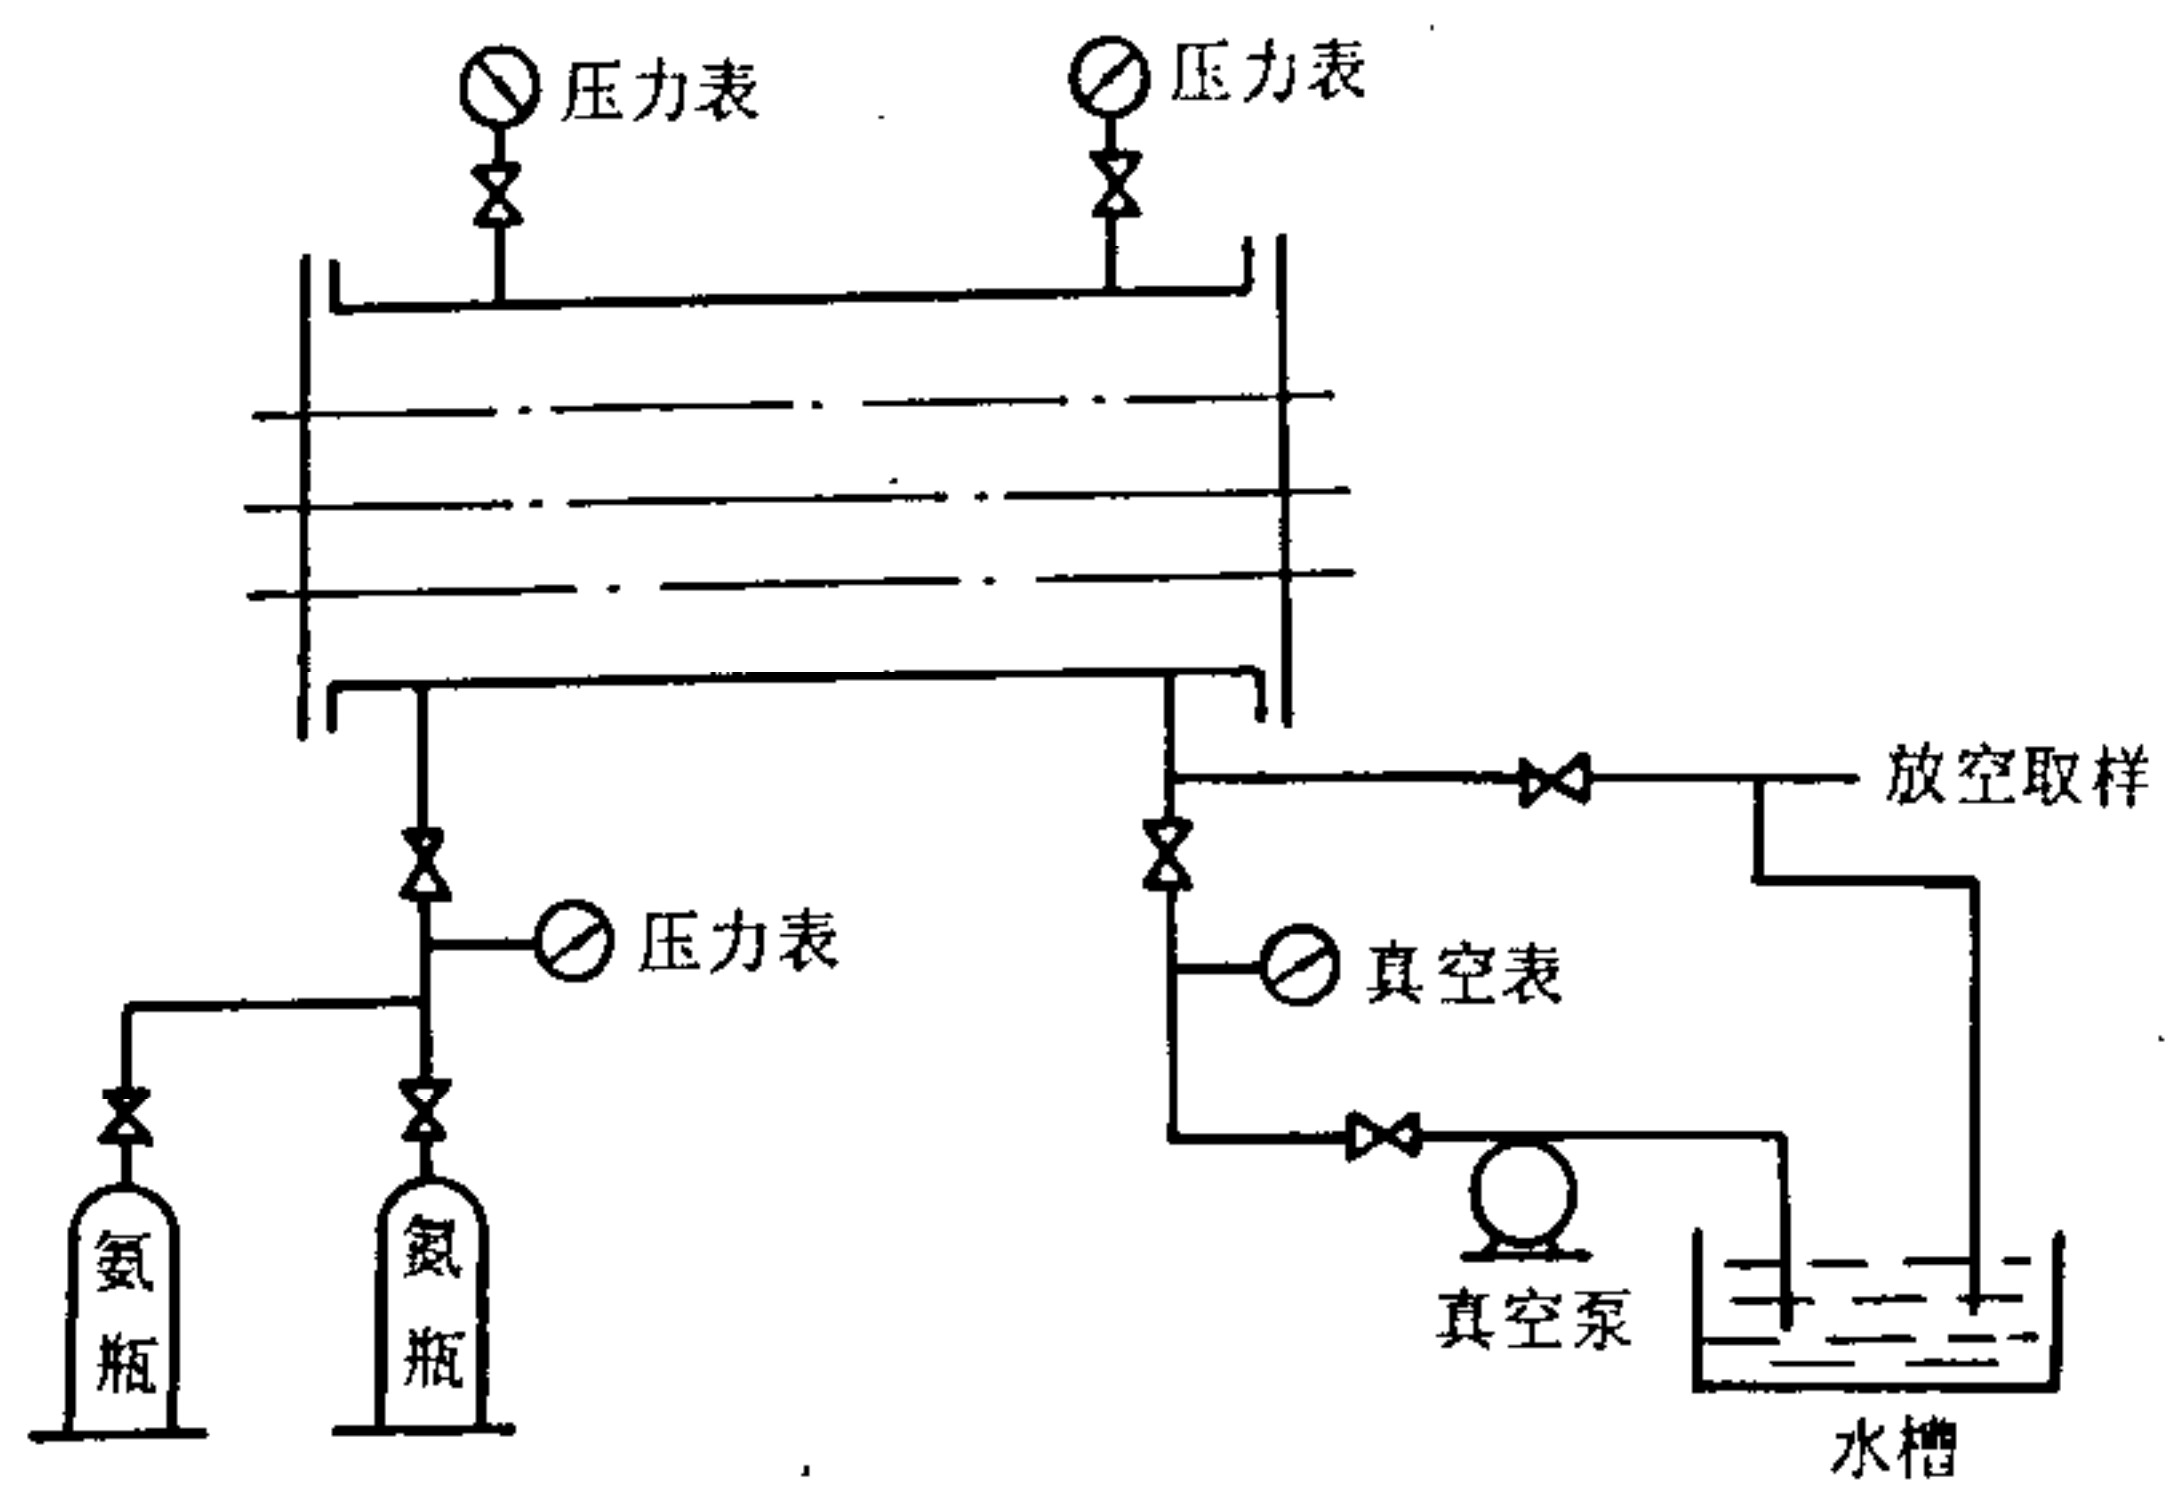 压力表
压力表
放空取样
压力表
真空表
氨瓶
氮瓶
真空泵
水槽